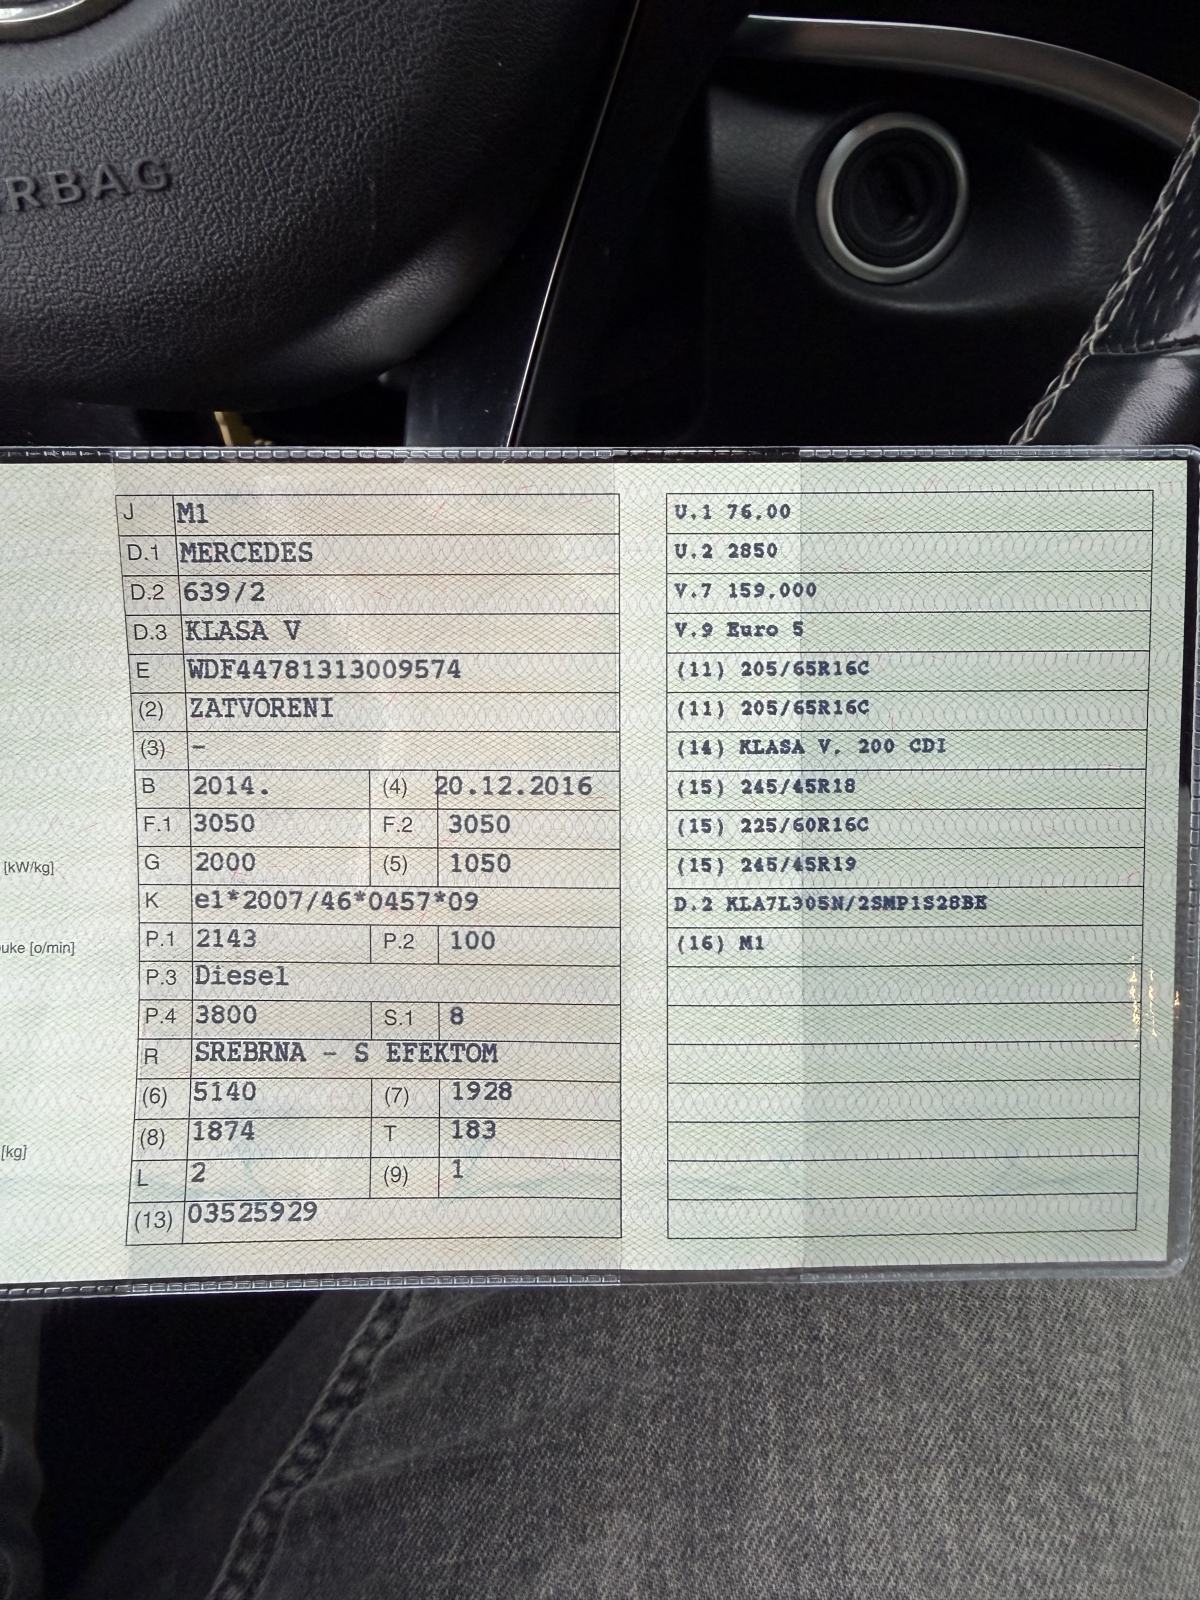 RBAG
J M1
D.1 MERCEDES
D.2 639/2
D.3 KLASA V
E WDF44781313009574
(2) ZATVORENI
(3) -
B 2014. (4) 20.12.2016
F.1 3050 F.2 3050
[kW/kg] G 2000 (5) 1050
K e1*2007/46*0457*09
uke [o/min] P.1 2143 P.2 100
P.3 Diesel
P.4 3800 S.1 8
R SREBRNA - S EFEKTOM
(6) 5140 (7) 1928
[kg] (8) 1874 T 183
L 2 (9) 1
(13) 03525929
U.1 76,00
U.2 2850
V.7 159,000
V.9 Euro 5
(11) 205/65R16C
(11) 205/65R16C
(14) KLASA V, 200 CDI
(15) 245/45R18
(15) 225/60R16C
(15) 245/45R19
D.2 KLA7L305N/2SMP1S28BK
(16) M1